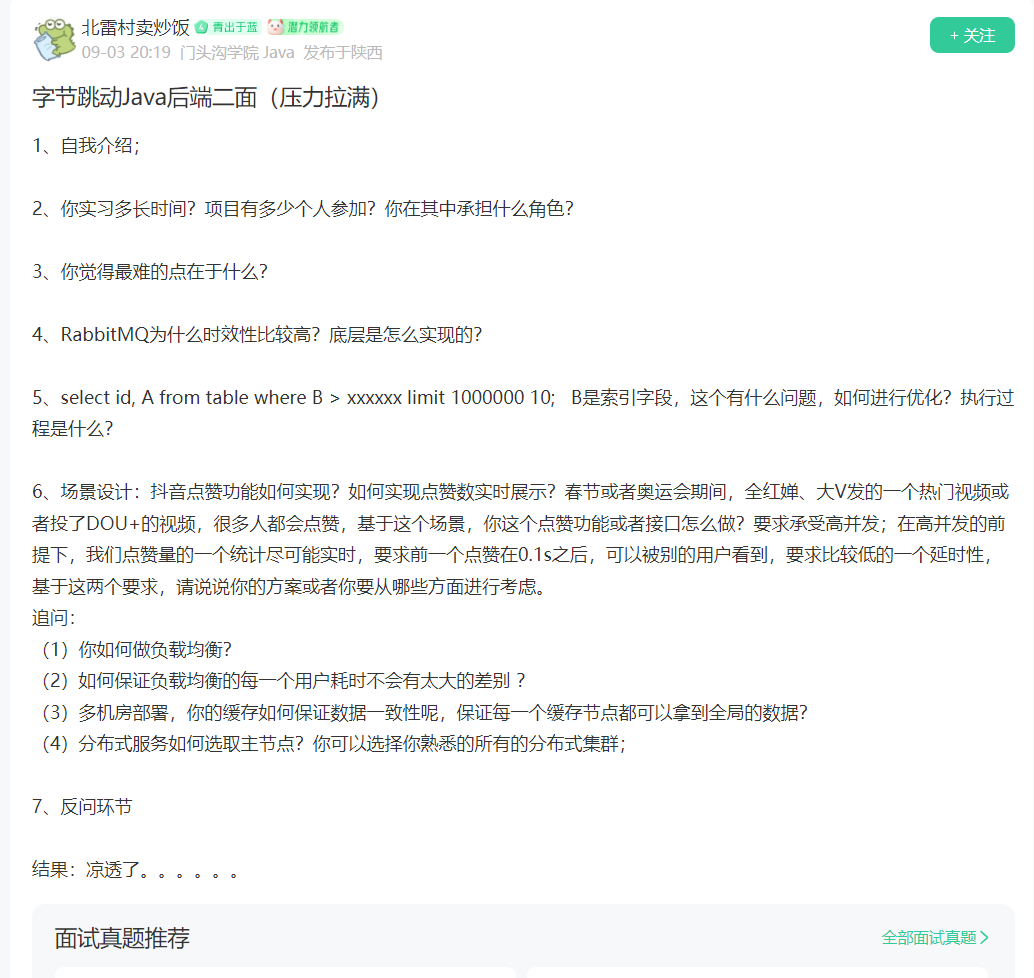 北雷村卖炒饭 青出于蓝 潜力领航者
09-03 20:19 门头沟学院 Java 发布于陕西
+ 关注
字节跳动Java后端二面（压力拉满）
1、自我介绍；
2、你实习多长时间？项目有多少个人参加？你在其中承担什么角色？
3、你觉得最难的点在于什么？
4、RabbitMQ为什么时效性比较高？底层是怎么实现的？
5、select id, A from table where B > xxxxxx limit 1000000 10； B是索引字段，这个有什么问题，如何进行优化？执行过
程是什么？
6、场景设计：抖音点赞功能如何实现？如何实现点赞数实时展示？春节或者奥运会期间，全红婵、大V发的一个热门视频或
者投了DOU+的视频，很多人都会点赞，基于这个场景，你这个点赞功能或者接口怎么做？要求承受高并发；在高并发的前
提下，我们点赞量的一个统计尽可能实时，要求前一个点赞在0.1s之后，可以被别的用户看到，要求比较低的一个延时性，
基于这两个要求，请说说你的方案或者你要从哪些方面进行考虑。
追问：
（1）你如何做负载均衡？
（2）如何保证负载均衡的每一个用户耗时不会有太大的差别 ？
（3）多机房部署，你的缓存如何保证数据一致性呢，保证每一个缓存节点都可以拿到全局的数据？
（4）分布式服务如何选取主节点？你可以选择你熟悉的所有的分布式集群；
7、反问环节
结果：凉透了。。。。。。
面试真题推荐
全部面试真题 >